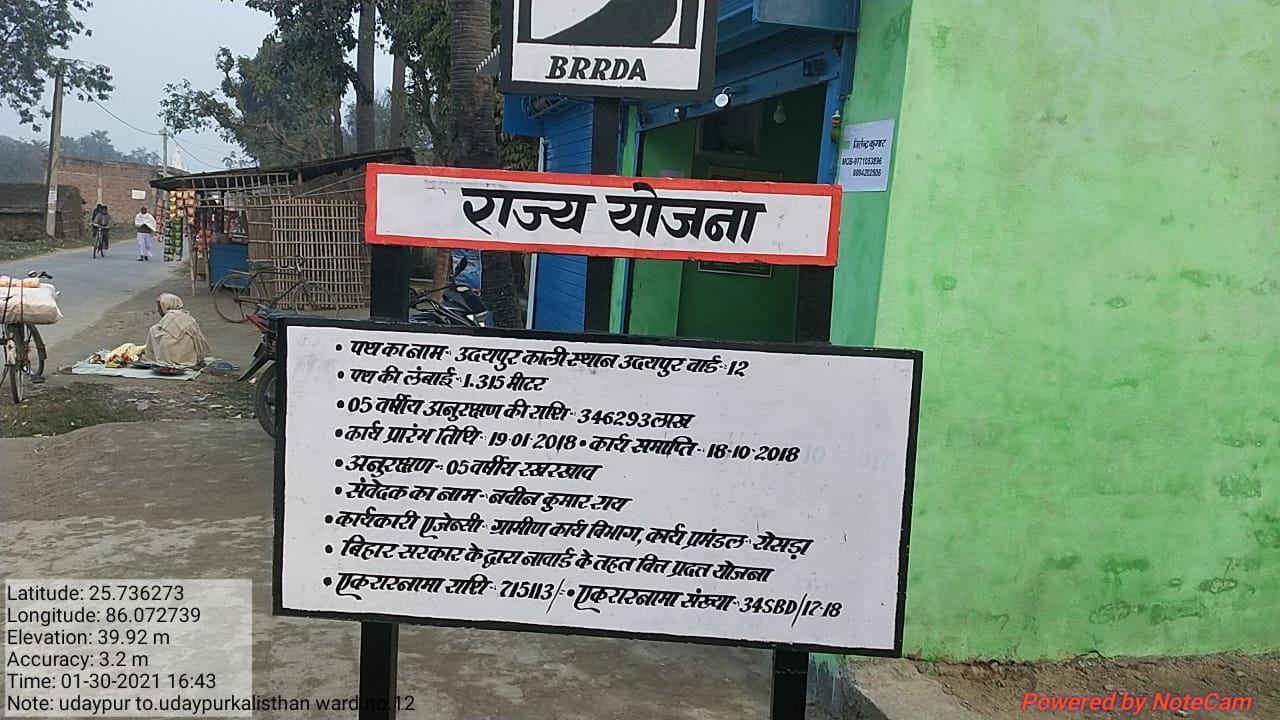 BRRDA
जितेन्द्र कुमार
MOB-9771053896
8084202506
राज्य योजना
• पथ का नाम- उदयपुर काली स्थान उदयपुर वार्ड-12
• पथ की लंबाई-1.315 मीटर
• 05 वर्षीय अनुरक्षण की राशि-346293 लाख
• कार्य प्रारंभ तिथि-19-01-2018 • कार्य समाप्ति-18-10-2018
• अनुरक्षण-05 वर्षीय रखरखाव
• संवेदक का नाम-नवीन कुमार राय
• कार्यकारी एजेन्सी-ग्रामीण कार्य विभाग, कार्य प्रमंडल रोसड़ा
• बिहार सरकार के द्वारा नावार्ड के तहत वित्त प्रदत योजना
• एकरारनामा राशि-715113/- • एकरारनामा संख्या-34SBD/17-18
Latitude: 25.736273
Longitude: 86.072739
Elevation: 39.92 m
Accuracy: 3.2 m
Time: 01-30-2021 16:43
Note: udaypur to.udaypurkalisthan ward.no.12
Powered by NoteCam